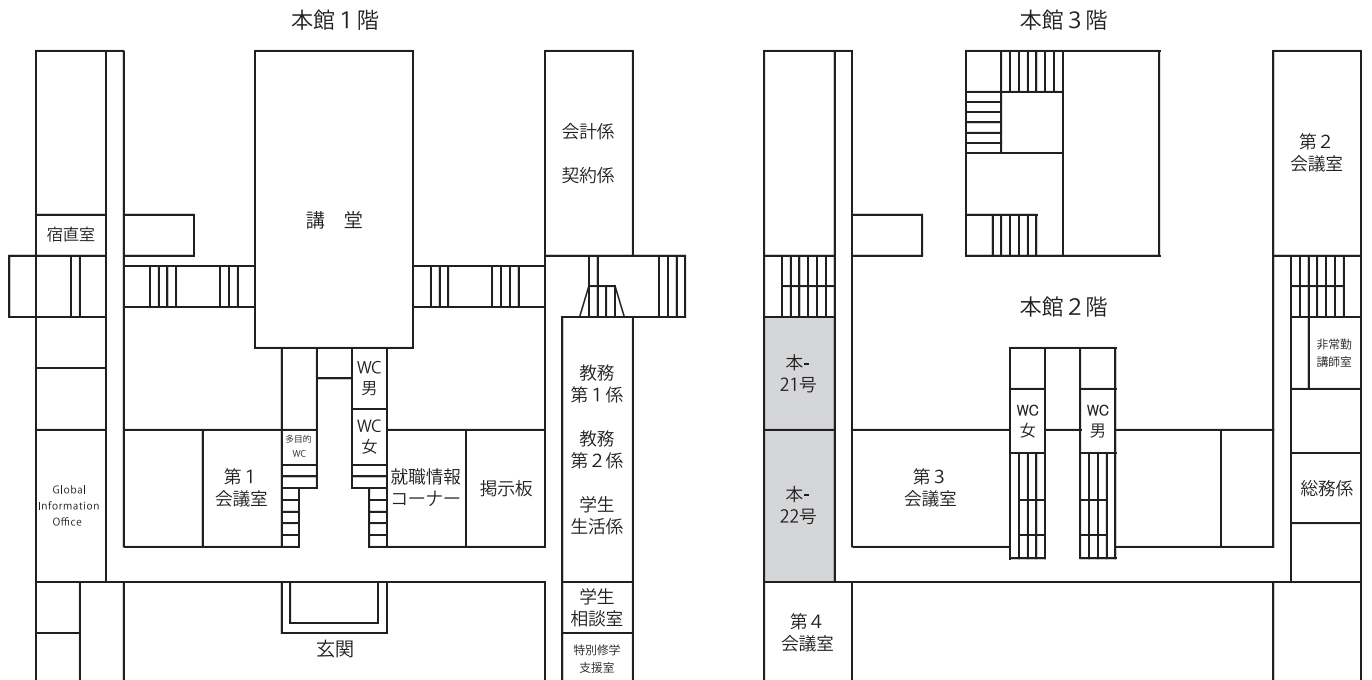 本館１階
会計係
契約係
講　堂
宿直室
WC
男
WC
女
多目的
WC
第１
会議室
就職情報
コーナー
掲示板
Global
Information
Office
教務
第１係
教務
第２係
学生
生活係
学生
相談室
特別修学
支援室
玄関
本館３階
第２
会議室
本館２階
本-
21号
本-
22号
WC
女
WC
男
第３
会議室
非常勤
講師室
総務係
第４
会議室